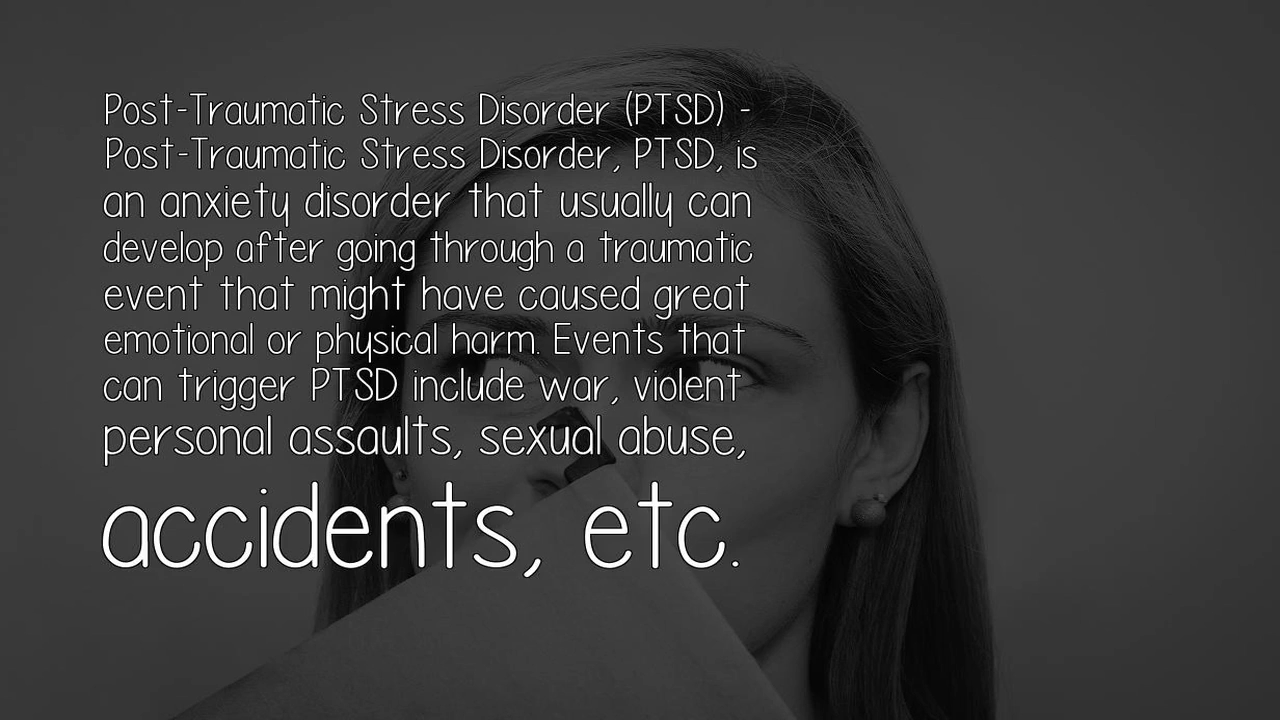 Post-Traumatic Stress Disorder (PTSD) -
Post-Traumatic Stress Disorder, PTSD, is
an anxiety disorder that usually can
develop after going through a traumatic
event that might have caused great
emotional or physical harm. Events that
can trigger PTSD include war, violent
personal assaults, sexual abuse,
accidents, etc.